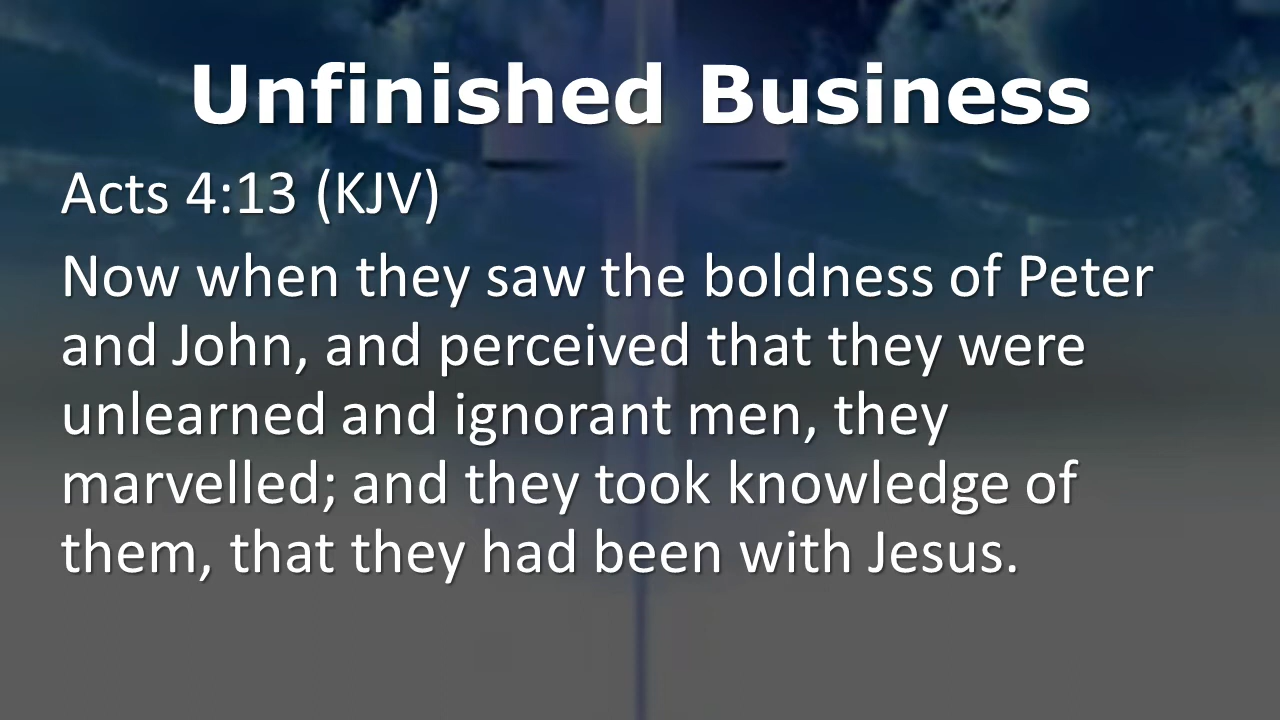 Unfinished Business
Acts 4:13 (KJV)
Now when they saw the boldness of Peter
and John, and perceived that they were
unlearned and ignorant men, they
marvelled; and they took knowledge of
them, that they had been with Jesus.